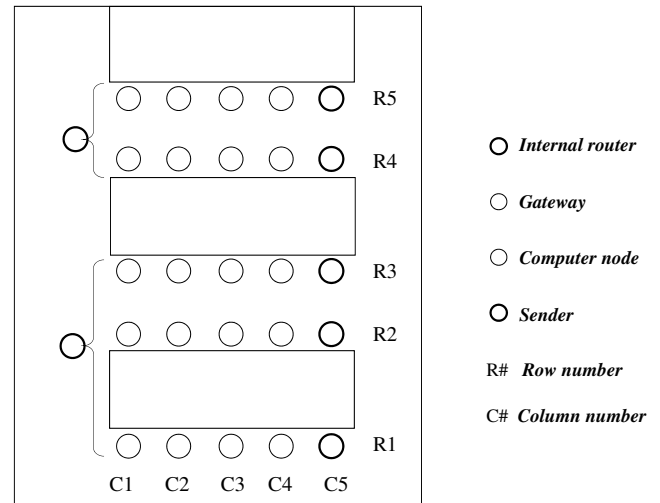 R5
R4
R3
R2
R1
C1 C2 C3 C4 C5
Internal router
Gateway
Computer node
Sender
R# Row number
C# Column number